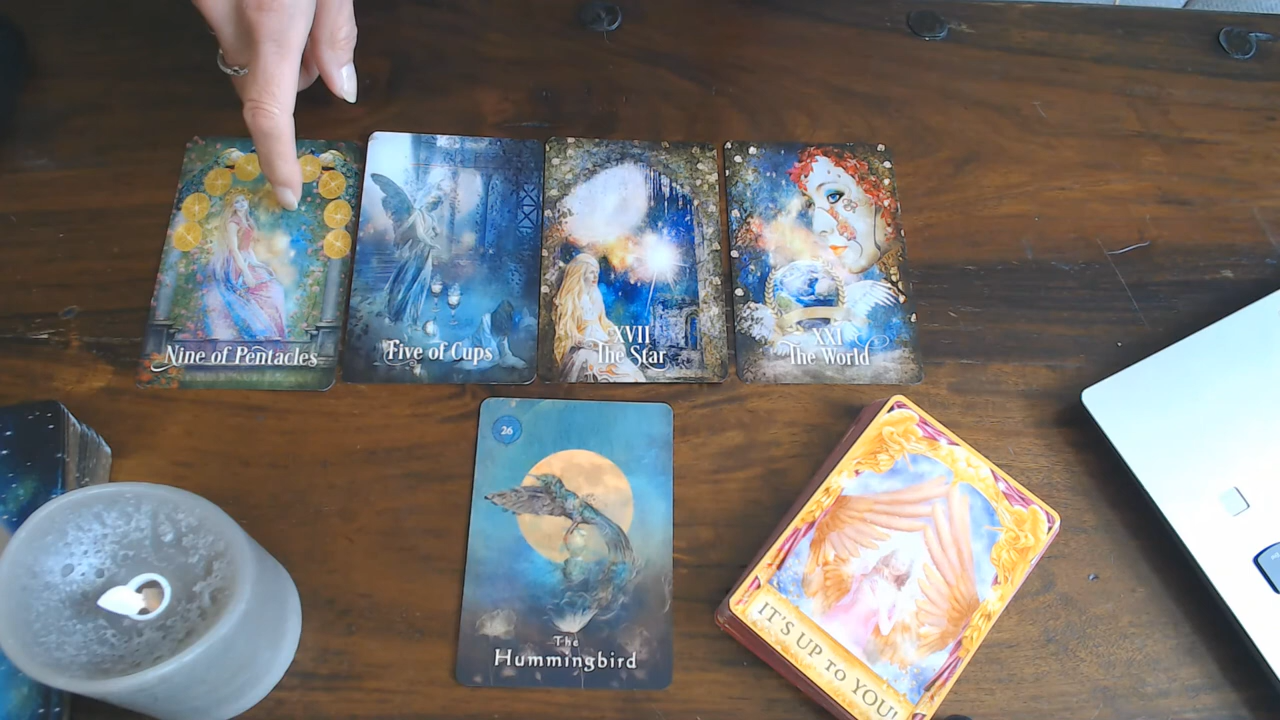 Nine of Pentacles
Five of Cups
XVII
The Star
XXI
The World
26
The
Hummingbird
IT'S UP to YOU!